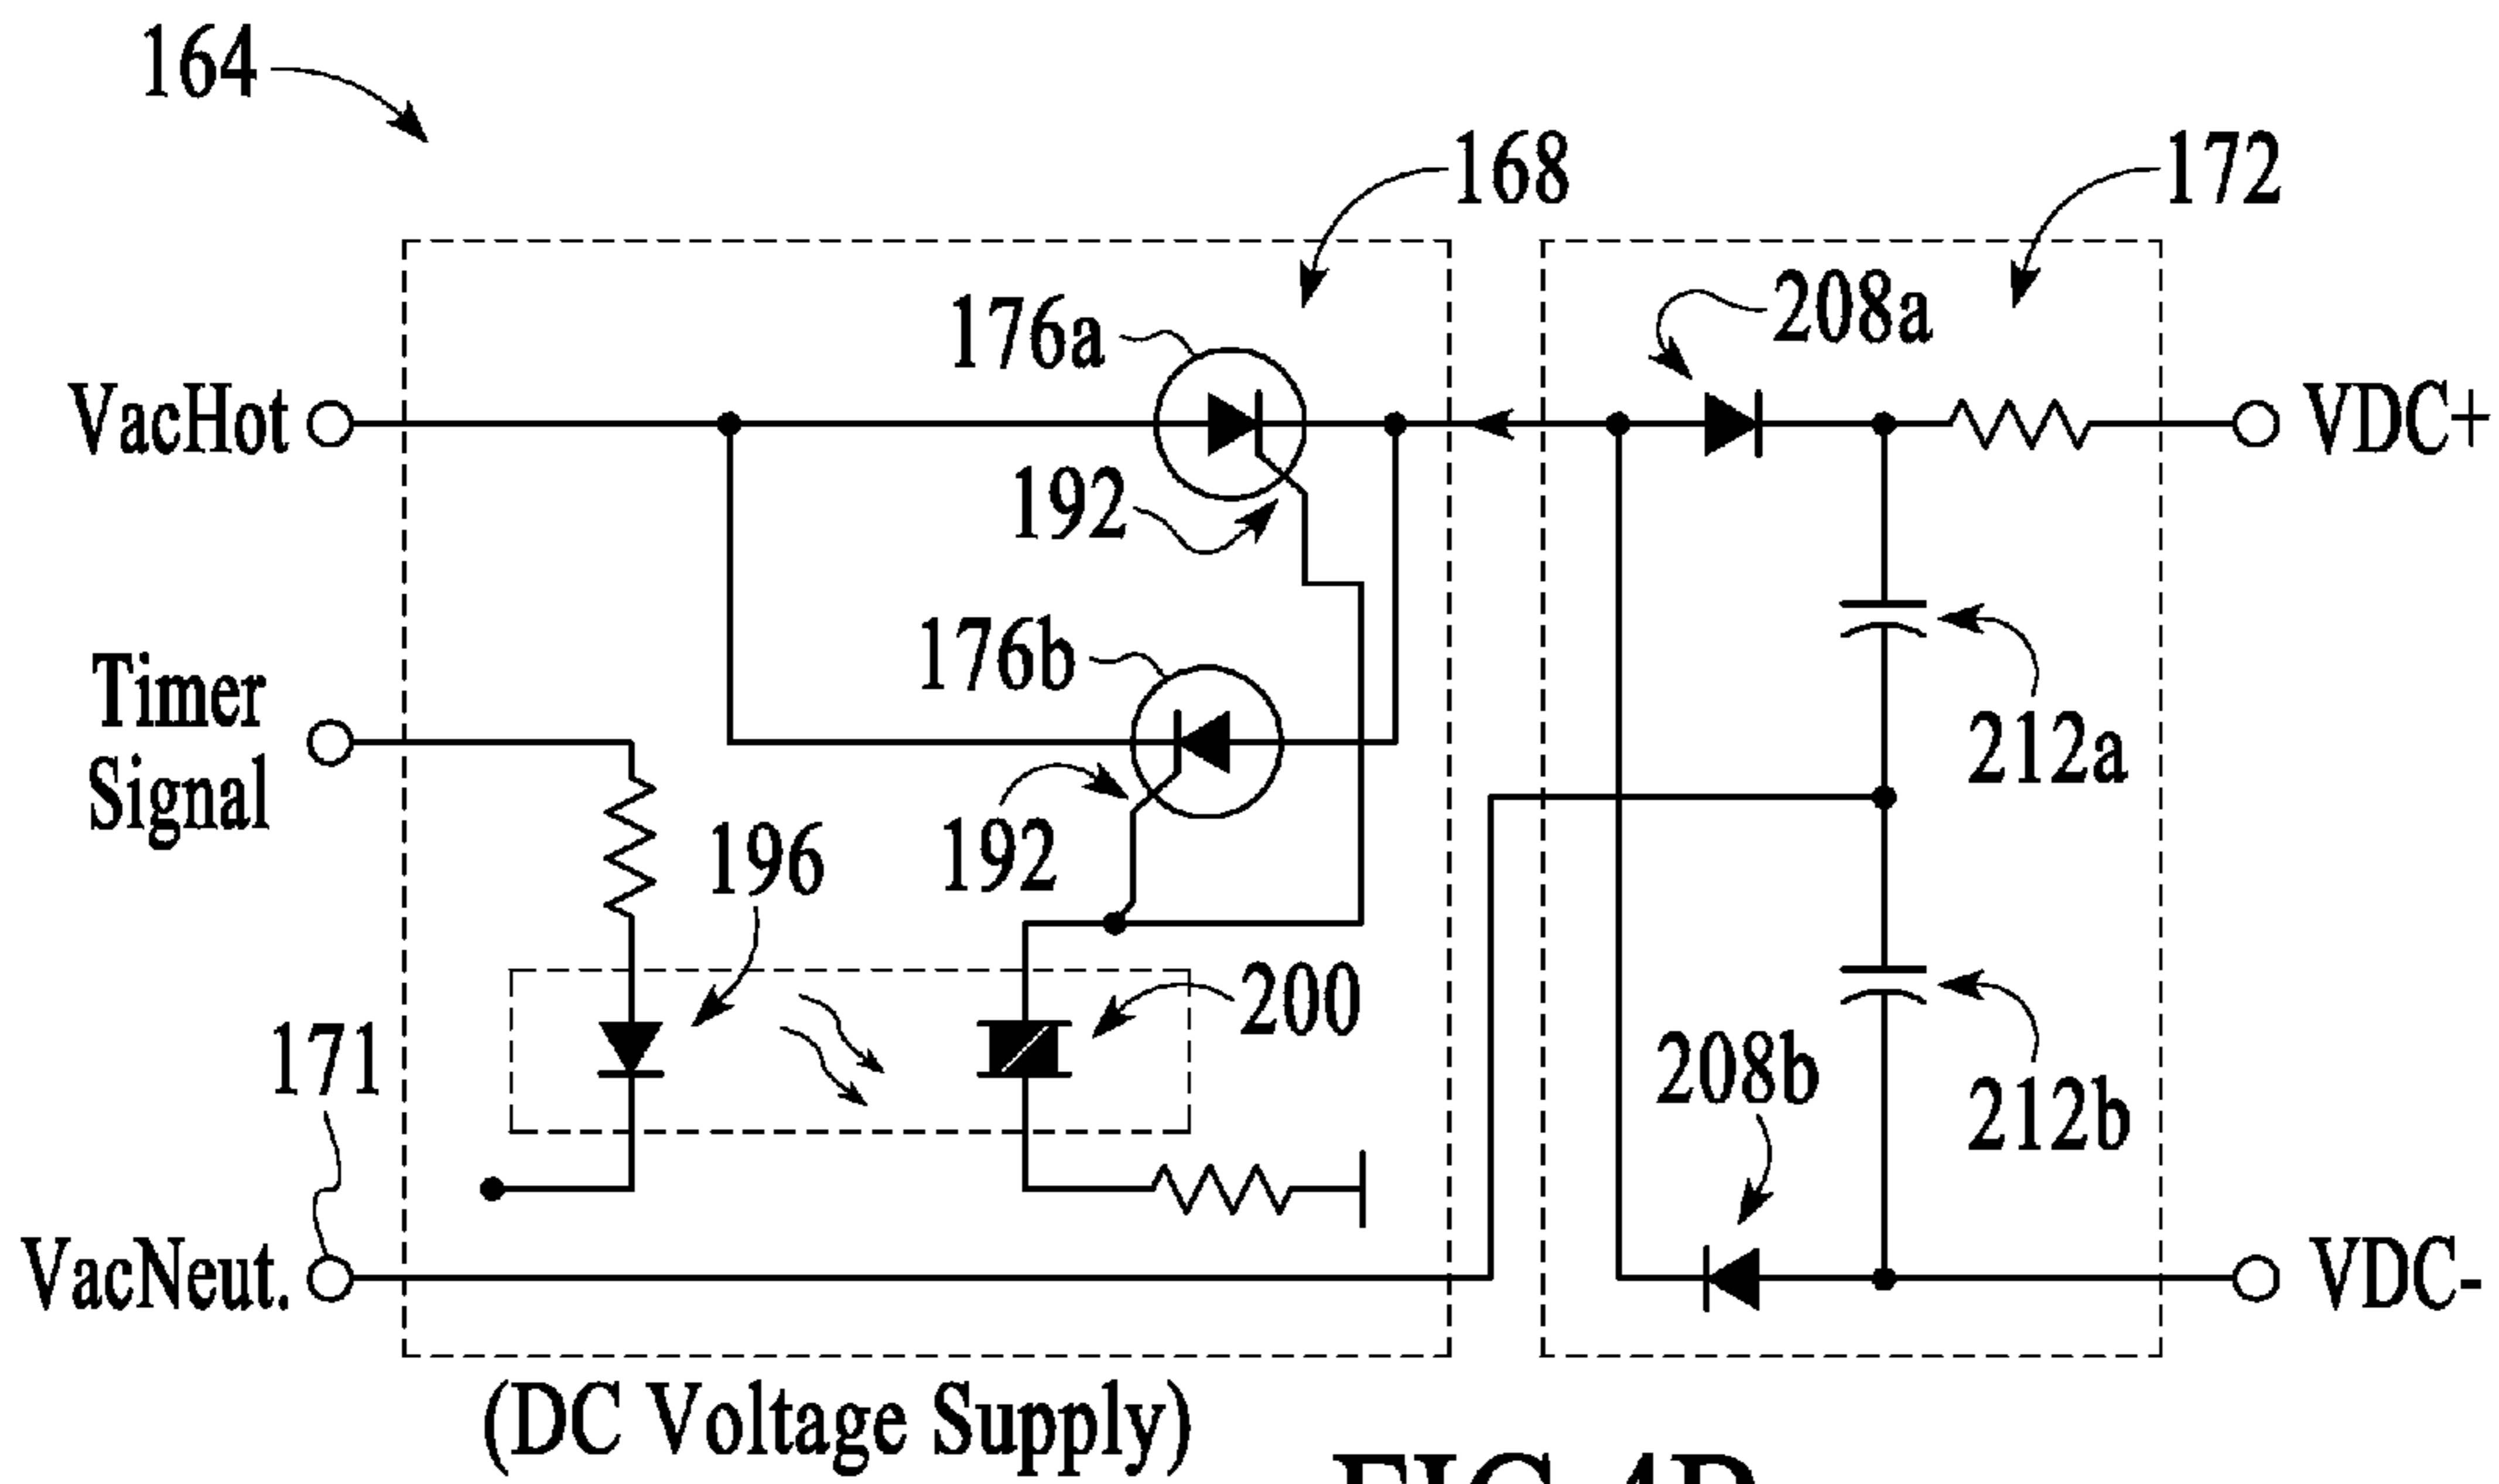 164
168
172
176a
208a
VacHot
VDC+
192
176b
212a
Timer
Signal
196
192
200
171
208b
212b
VacNeut.
VDC-
(DC Voltage Supply)